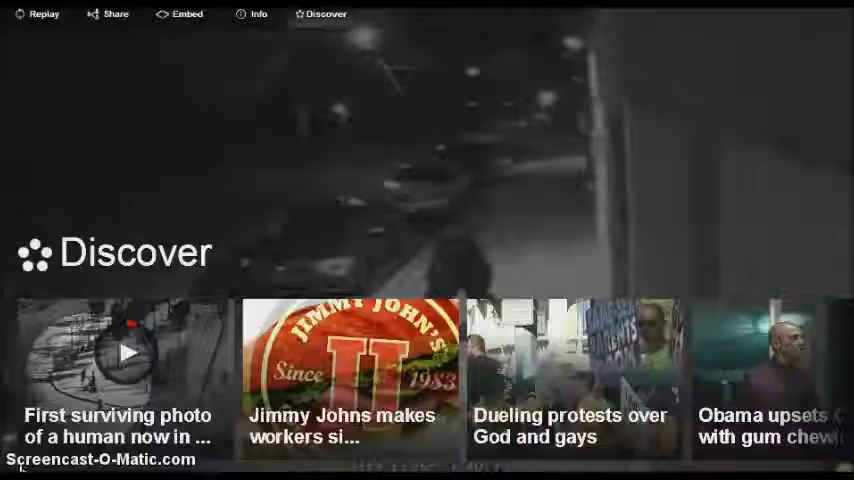 Replay Share Embed Info Discover
Discover
JIMMY JOHN'S
Since 1983
First surviving photo
of a human now in ...
Jimmy Johns makes
workers si...
Dueling protests over
God and gays
Obama upsets
with gum chew
Screencast-O-Matic.com